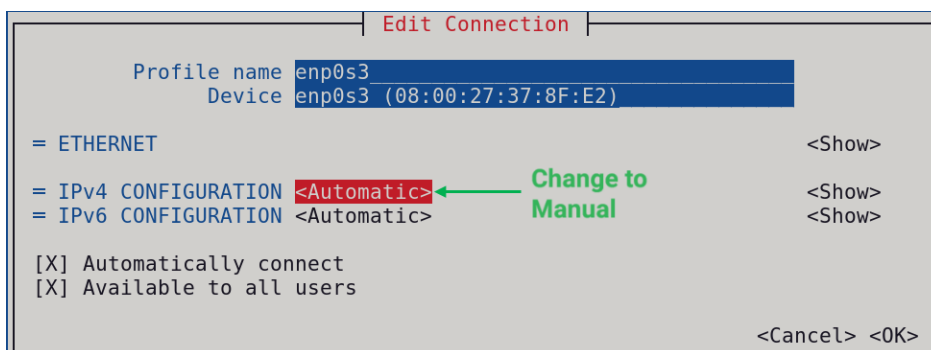 Edit Connection
Profile name enp0s3
Device enp0s3 (08:00:27:37:8F:E2)
= ETHERNET <Show>
= IPv4 CONFIGURATION <Automatic> Change to Manual <Show>
= IPv6 CONFIGURATION <Automatic> <Show>
[X] Automatically connect
[X] Available to all users
<Cancel> <OK>